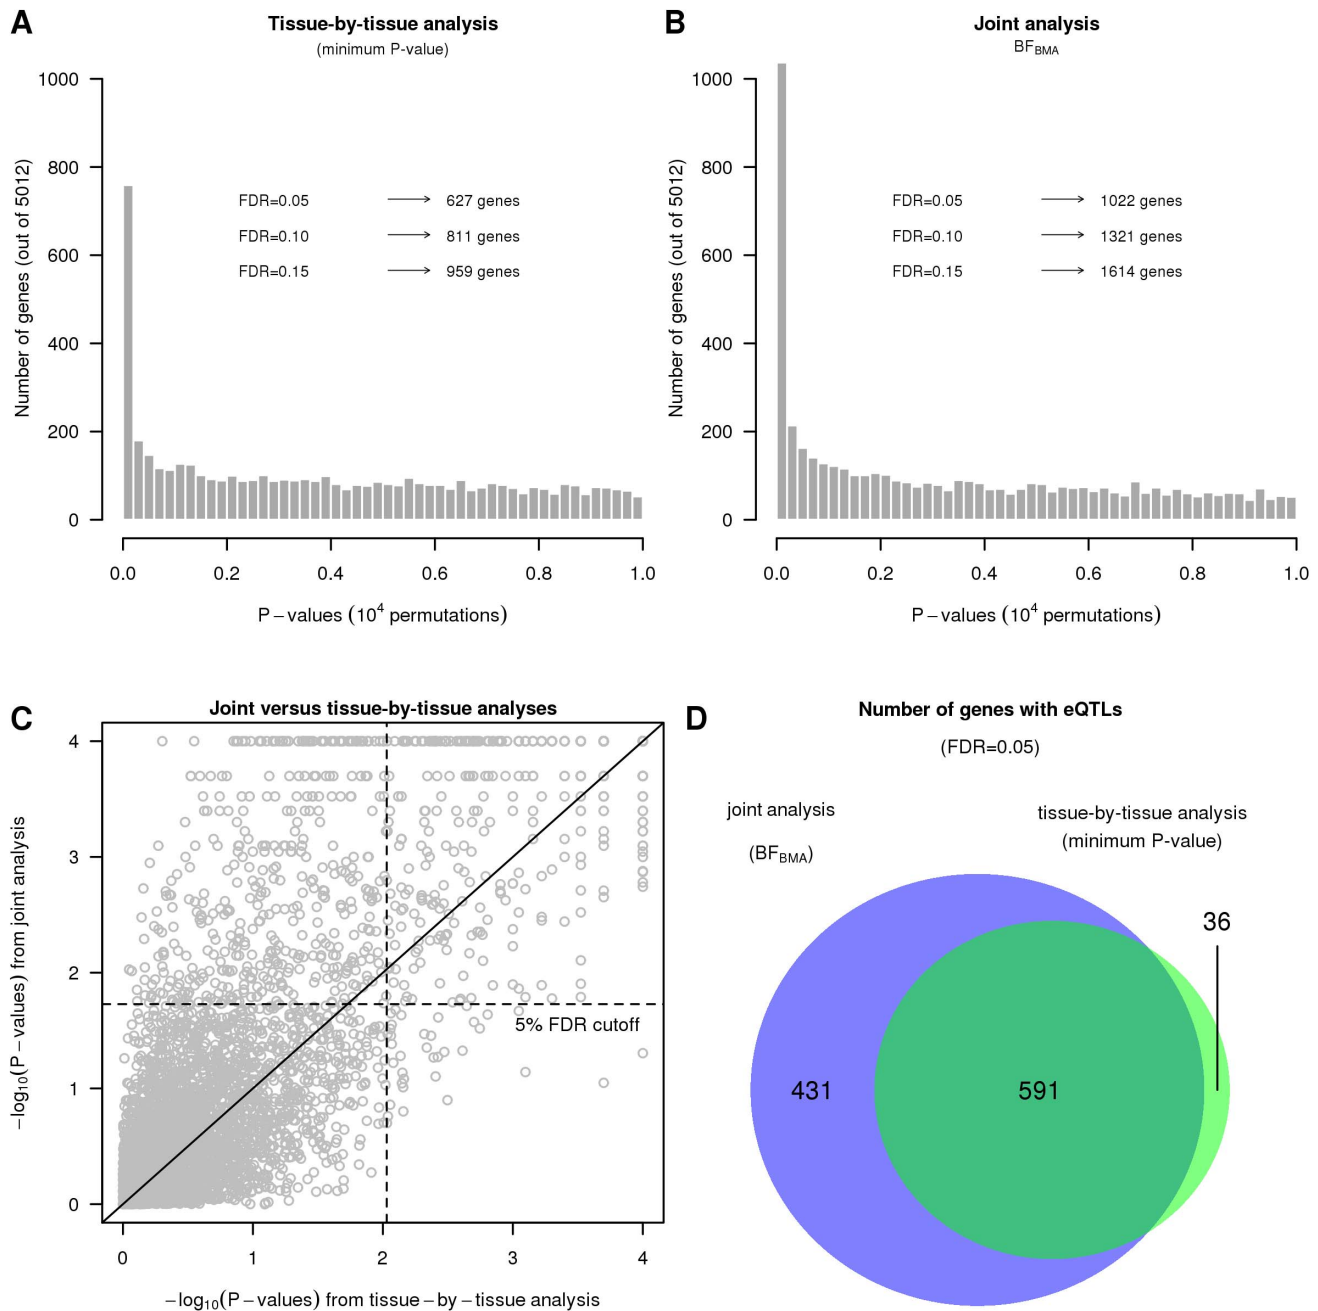 A
Tissue-by-tissue analysis
(minimum P-value)
Number of genes (out of 5012)
1000
800
600
400
200
0
FDR=0.05 → 627 genes
FDR=0.10 → 811 genes
FDR=0.15 → 959 genes
0.0 0.2 0.4 0.6 0.8 1.0
P−values (10⁴ permutations)
B
Joint analysis
BF_BMA
Number of genes (out of 5012)
1000
800
600
400
200
0
FDR=0.05 → 1022 genes
FDR=0.10 → 1321 genes
FDR=0.15 → 1614 genes
0.0 0.2 0.4 0.6 0.8 1.0
P−values (10⁴ permutations)
C
Joint versus tissue-by-tissue analyses
−log₁₀(P−values) from joint analysis
4
3
2
1
0
5% FDR cutoff
0 1 2 3 4
−log₁₀(P−values) from tissue−by−tissue analysis
D
Number of genes with eQTLs
(FDR=0.05)
joint analysis
(BF_BMA)
tissue-by-tissue analysis
(minimum P-value)
36
431
591